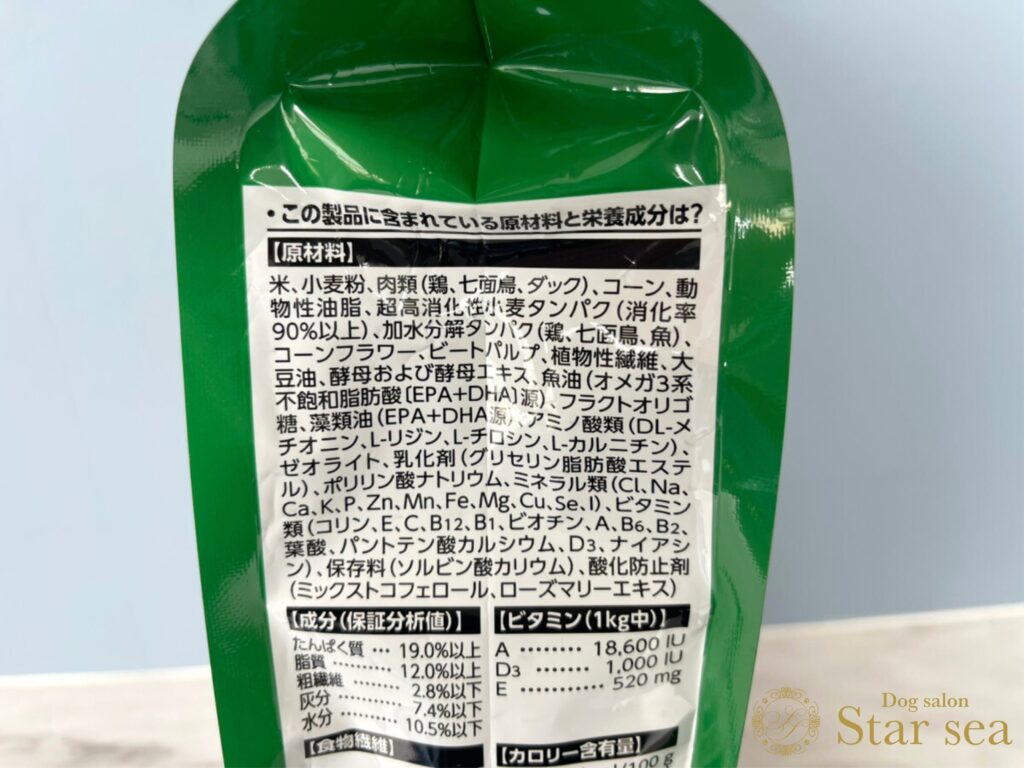 ・この製品に含まれている原材料と栄養成分は?
【原材料】
米、小麦粉、肉類(鶏、七面鳥、ダック)、コーン、動
物性油脂、超高消化性小麦タンパク(消化率
90%以上)、加水分解タンパク(鶏、七面鳥、魚)、
コーンフラワー、ビートパルプ、植物性繊維、大
豆油、酵母および酵母エキス、魚油(オメガ3系
不飽和脂肪酸〔EPA+DHA〕源)、フラクトオリゴ
糖、藻類油(EPA+DHA源)、アミノ酸類(DL-メ
チオニン、L-リジン、L-チロシン、L-カルニチン)、
ゼオライト、乳化剤(グリセリン脂肪酸エステ
ル)、ポリリン酸ナトリウム、ミネラル類(Cl、Na、
Ca、K、P、Zn、Mn、Fe、Mg、Cu、Se、I)、ビタミン
類(コリン、E、C、B12、B1、ビオチン、A、B6、B2、
葉酸、パントテン酸カルシウム、D3、ナイアシ
ン)、保存料(ソルビン酸カリウム)、酸化防止剤
(ミックストコフェロール、ローズマリーエキス)
【成分(保証分析値)】
たんぱく質 … 19.0%以上
脂質 ……… 12.0%以上
粗繊維 ……… 2.8%以下
灰分 ………… 7.4%以下
水分 ……… 10.5%以下
【食物繊維】
【ビタミン(1kg中)】
A ……… 18,600 IU
D3 ……… 1,000 IU
E ………… 520 mg
【カロリー含有量】
/100 g
Dog salon
Star sea